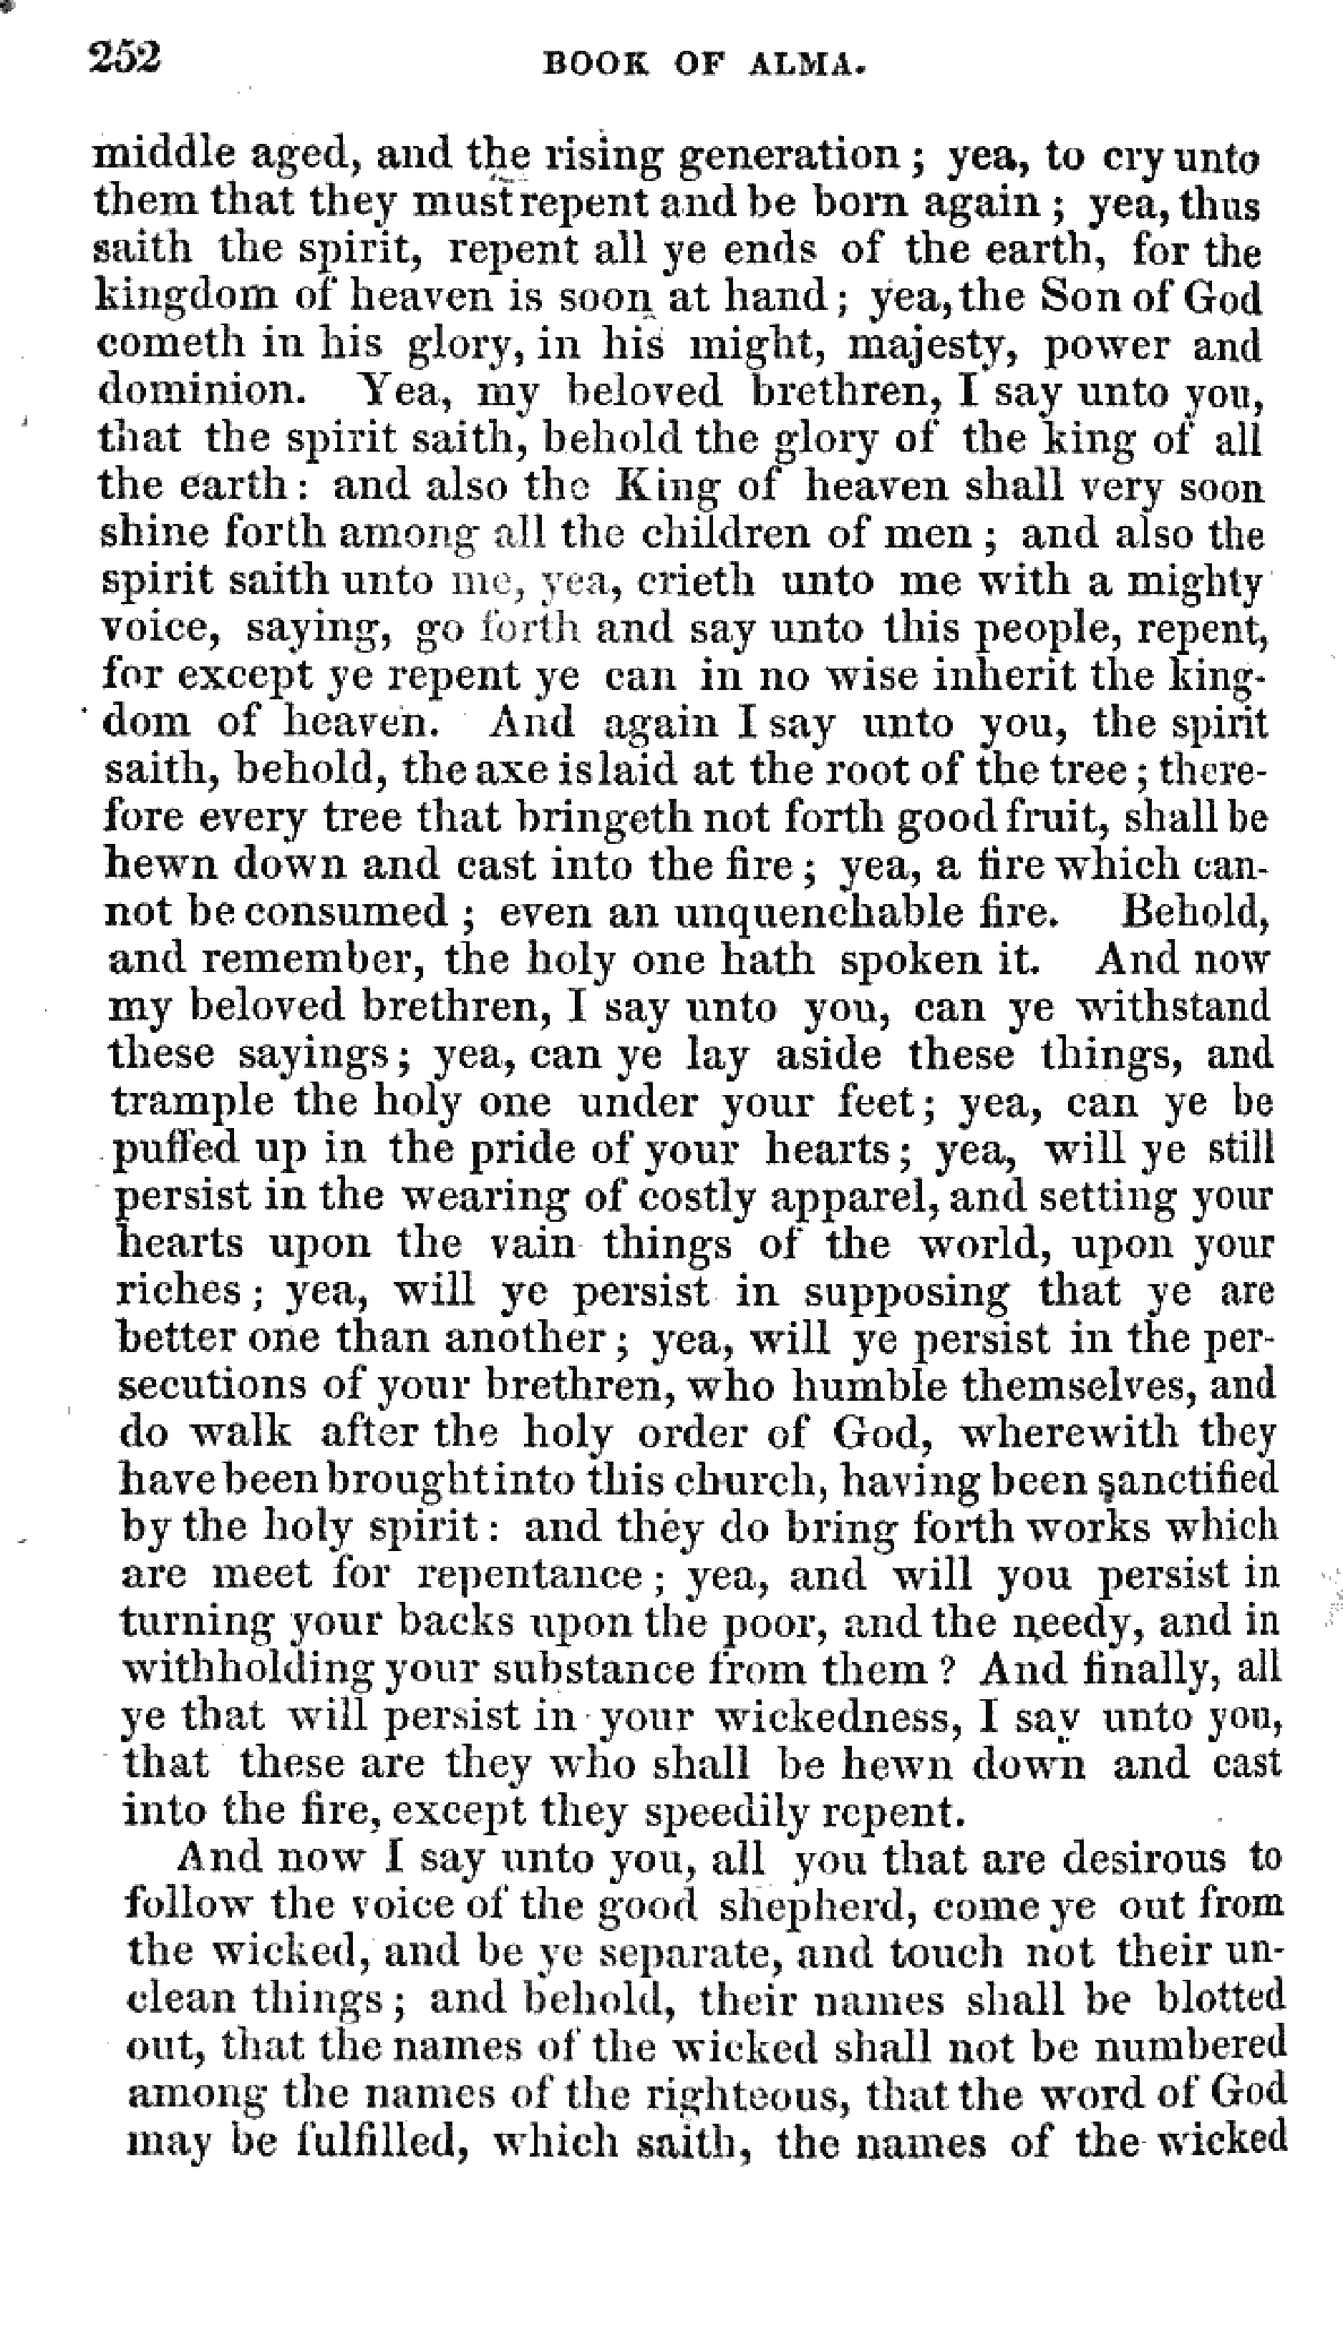 252 BOOK OF ALMA.
middle aged, and the rising generation ; yea, to cry unto
them that they must repent and be born again ; yea, thus
saith the spirit, repent all ye ends of the earth, for the
kingdom of heaven is soon at hand ; yea, the Son of God
cometh in his glory, in his might, majesty, power and
dominion. Yea, my beloved brethren, I say unto you,
that the spirit saith, behold the glory of the king of all
the earth : and also the King of heaven shall very soon
shine forth among all the children of men ; and also the
spirit saith unto me, yea, crieth unto me with a mighty
voice, saying, go forth and say unto this people, repent,
for except ye repent ye can in no wise inherit the king-
dom of heaven. And again I say unto you, the spirit
saith, behold, the axe is laid at the root of the tree ; there-
fore every tree that bringeth not forth good fruit, shall be
hewn down and cast into the fire ; yea, a fire which can-
not be consumed ; even an unquenchable fire. Behold,
and remember, the holy one hath spoken it. And now
my beloved brethren, I say unto you, can ye withstand
these sayings ; yea, can ye lay aside these things, and
trample the holy one under your feet ; yea, can ye be
puffed up in the pride of your hearts ; yea, will ye still
persist in the wearing of costly apparel, and setting your
hearts upon the vain things of the world, upon your
riches ; yea, will ye persist in supposing that ye are
better one than another ; yea, will ye persist in the per-
secutions of your brethren, who humble themselves, and
do walk after the holy order of God, wherewith they
have been brought into this church, having been sanctified
by the holy spirit : and they do bring forth works which
are meet for repentance ; yea, and will you persist in
turning your backs upon the poor, and the needy, and in
withholding your substance from them ? And finally, all
ye that will persist in your wickedness, I say unto you,
that these are they who shall be hewn down and cast
into the fire, except they speedily repent.
And now I say unto you, all you that are desirous to
follow the voice of the good shepherd, come ye out from
the wicked, and be ye separate, and touch not their un-
clean things ; and behold, their names shall be blotted
out, that the names of the wicked shall not be numbered
among the names of the righteous, that the word of God
may be fulfilled, which saith, the names of the wicked